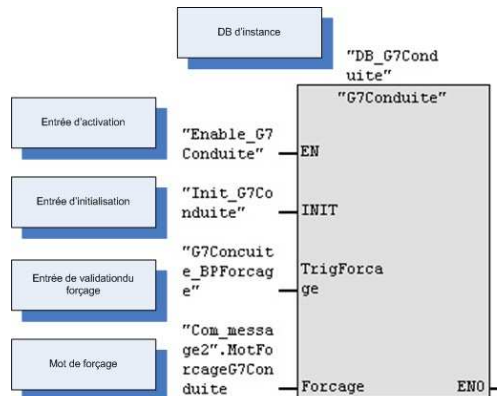 DB d'instance
"DB_G7Cond
uite"
"G7Conduite"
Entrée d'activation
"Enable_G7
Conduite"
EN
Entrée d'initialisation
"Init_G7Co
nduite"
INIT
Entrée de validationdu
forçage
"G7Concuit
e_BPForcag
e"
TrigForca
ge
Mot de forçage
"Com_messa
ge2".MotFo
rcageG7Con
duite
Forcage
ENO